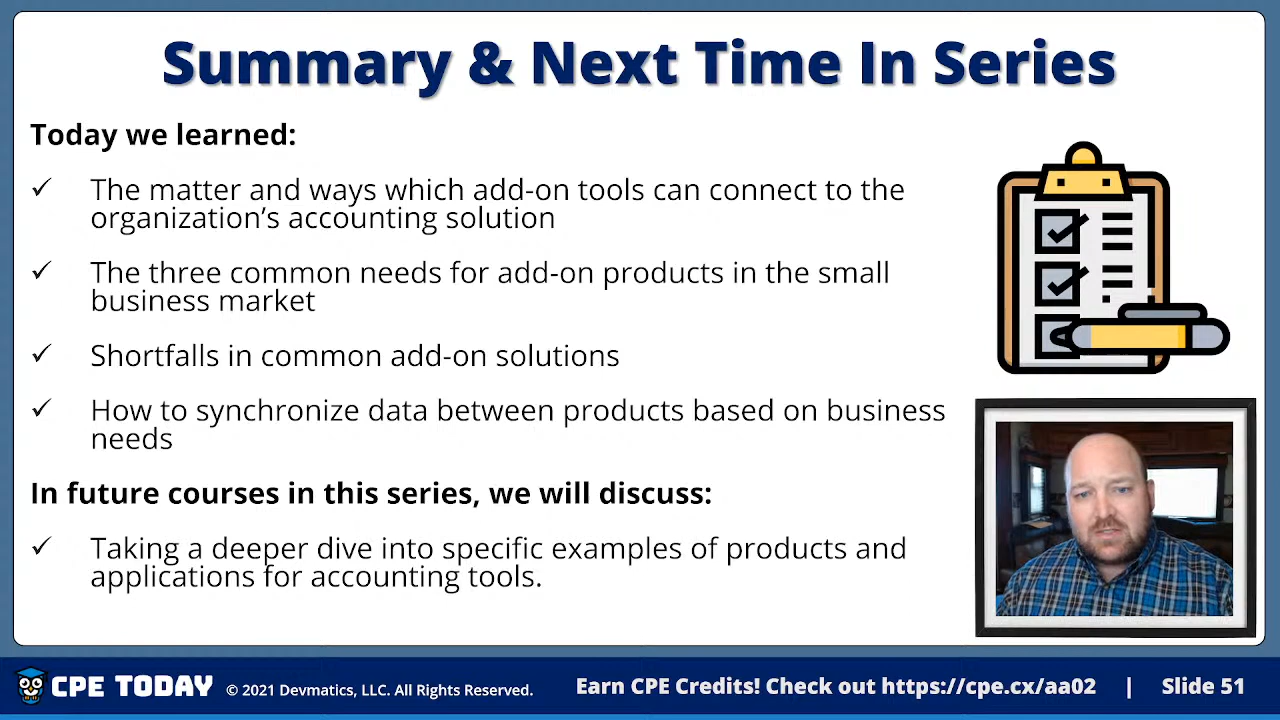 Summary & Next Time In Series
Today we learned:
✓ The matter and ways which add-on tools can connect to the
organization’s accounting solution
✓ The three common needs for add-on products in the small
business market
✓ Shortfalls in common add-on solutions
✓ How to synchronize data between products based on business
needs
In future courses in this series, we will discuss:
✓ Taking a deeper dive into specific examples of products and
applications for accounting tools.
CPE TODAY © 2021 Devmatics, LLC. All Rights Reserved. Earn CPE Credits! Check out https://cpe.cx/aa02 | Slide 51